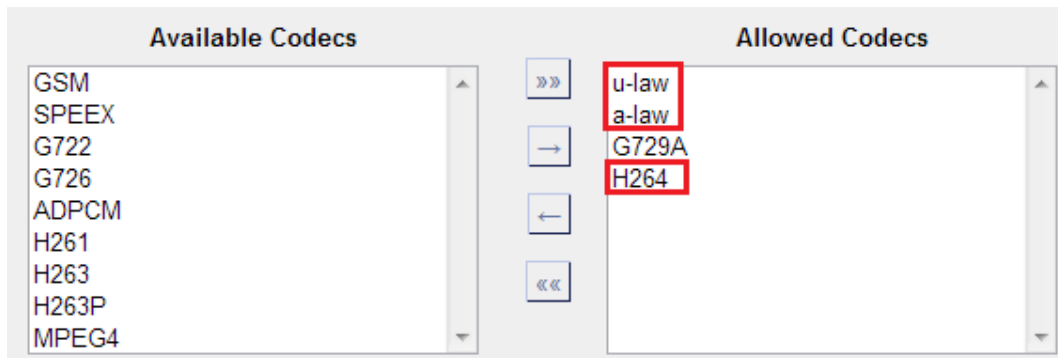 Available Codecs
GSM
SPEEX
G722
G726
ADPCM
H261
H263
H263P
MPEG4
»»
→
←
««
Allowed Codecs
u-law
a-law
G729A
H264